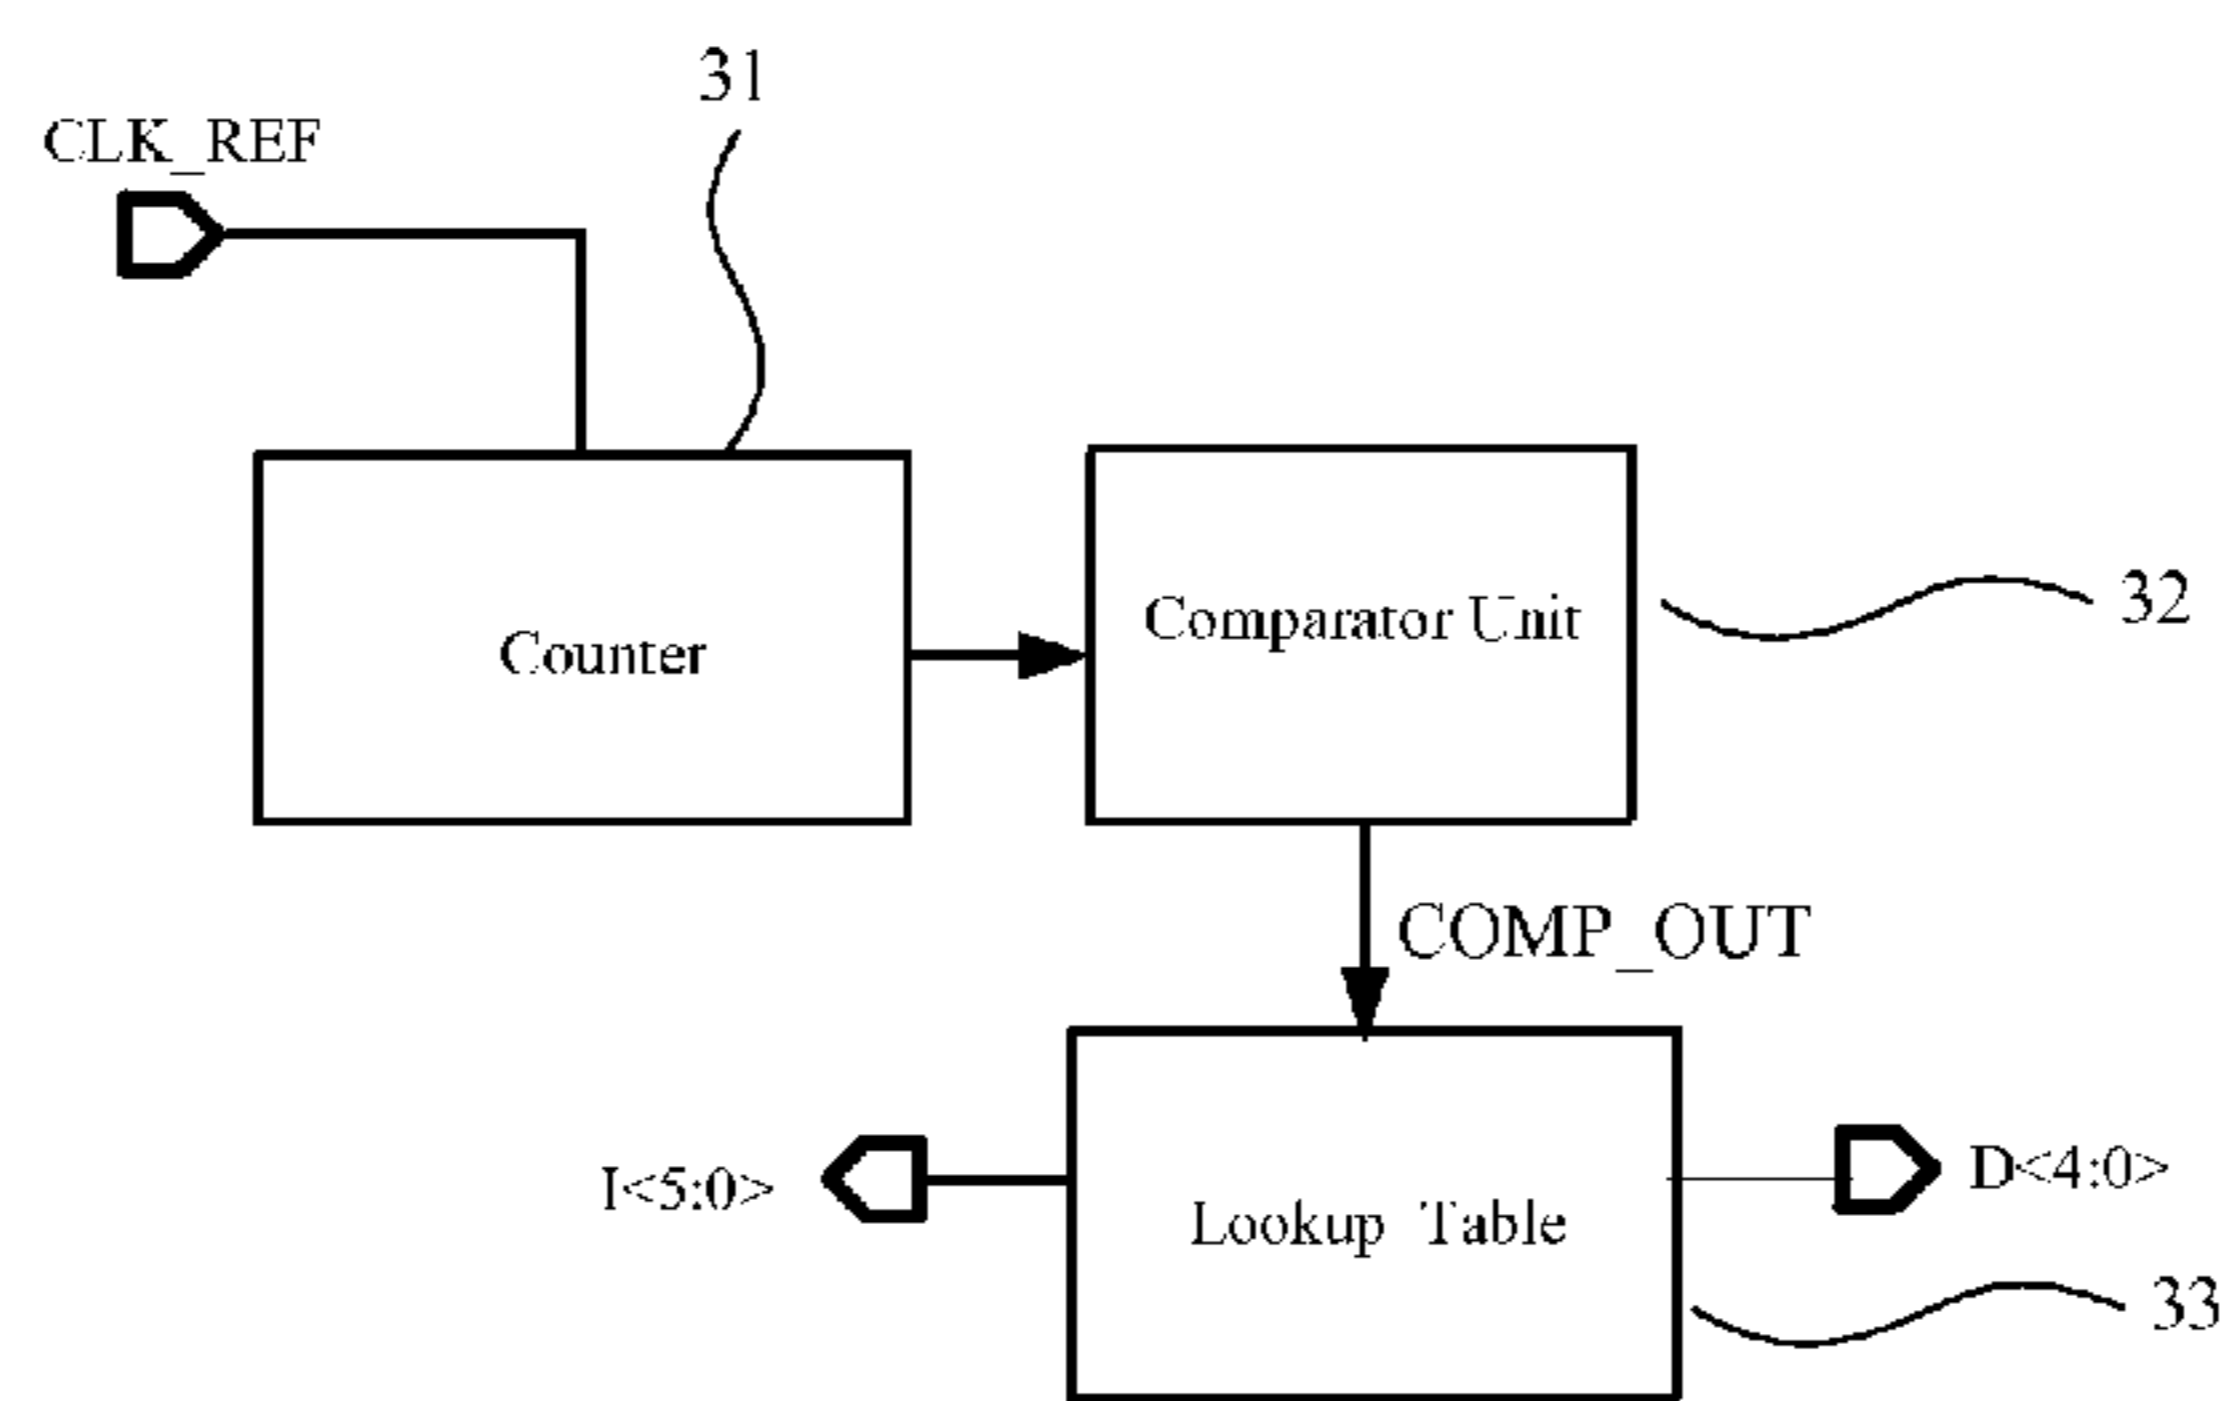 31
CLK_REF
Counter
Comparator Unit
32
COMP_OUT
I<5:0>
D<4:0>
Lookup Table
33